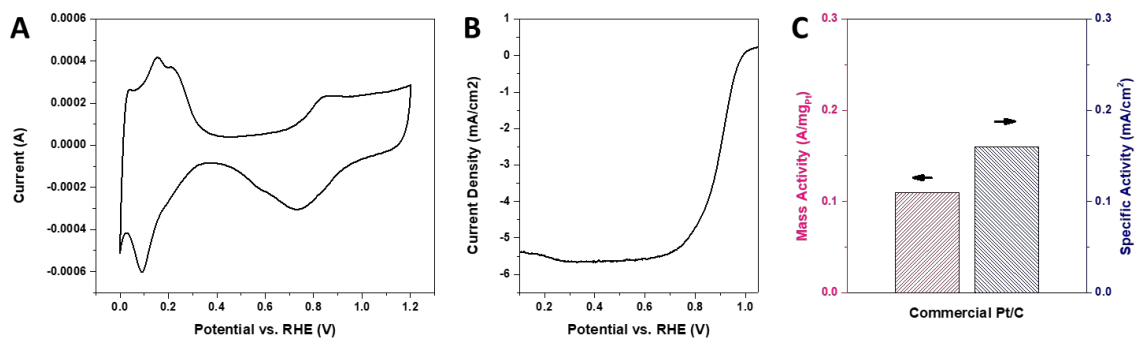 A
0.0006
0.0004
0.0002
0.0000
-0.0002
-0.0004
-0.0006
Current (A)
0.0 0.2 0.4 0.6 0.8 1.0 1.2
Potential vs. RHE (V)
B
1
0
-1
-2
-3
-4
-5
-6
Current Density (mA/cm2)
0.2 0.4 0.6 0.8 1.0
Potential vs. RHE (V)
C
0.3
0.2
0.1
0.0
Mass Activity (A/mgPt)
0.3
0.2
0.1
0.0
Specific Activity (mA/cm²)
Commercial Pt/C